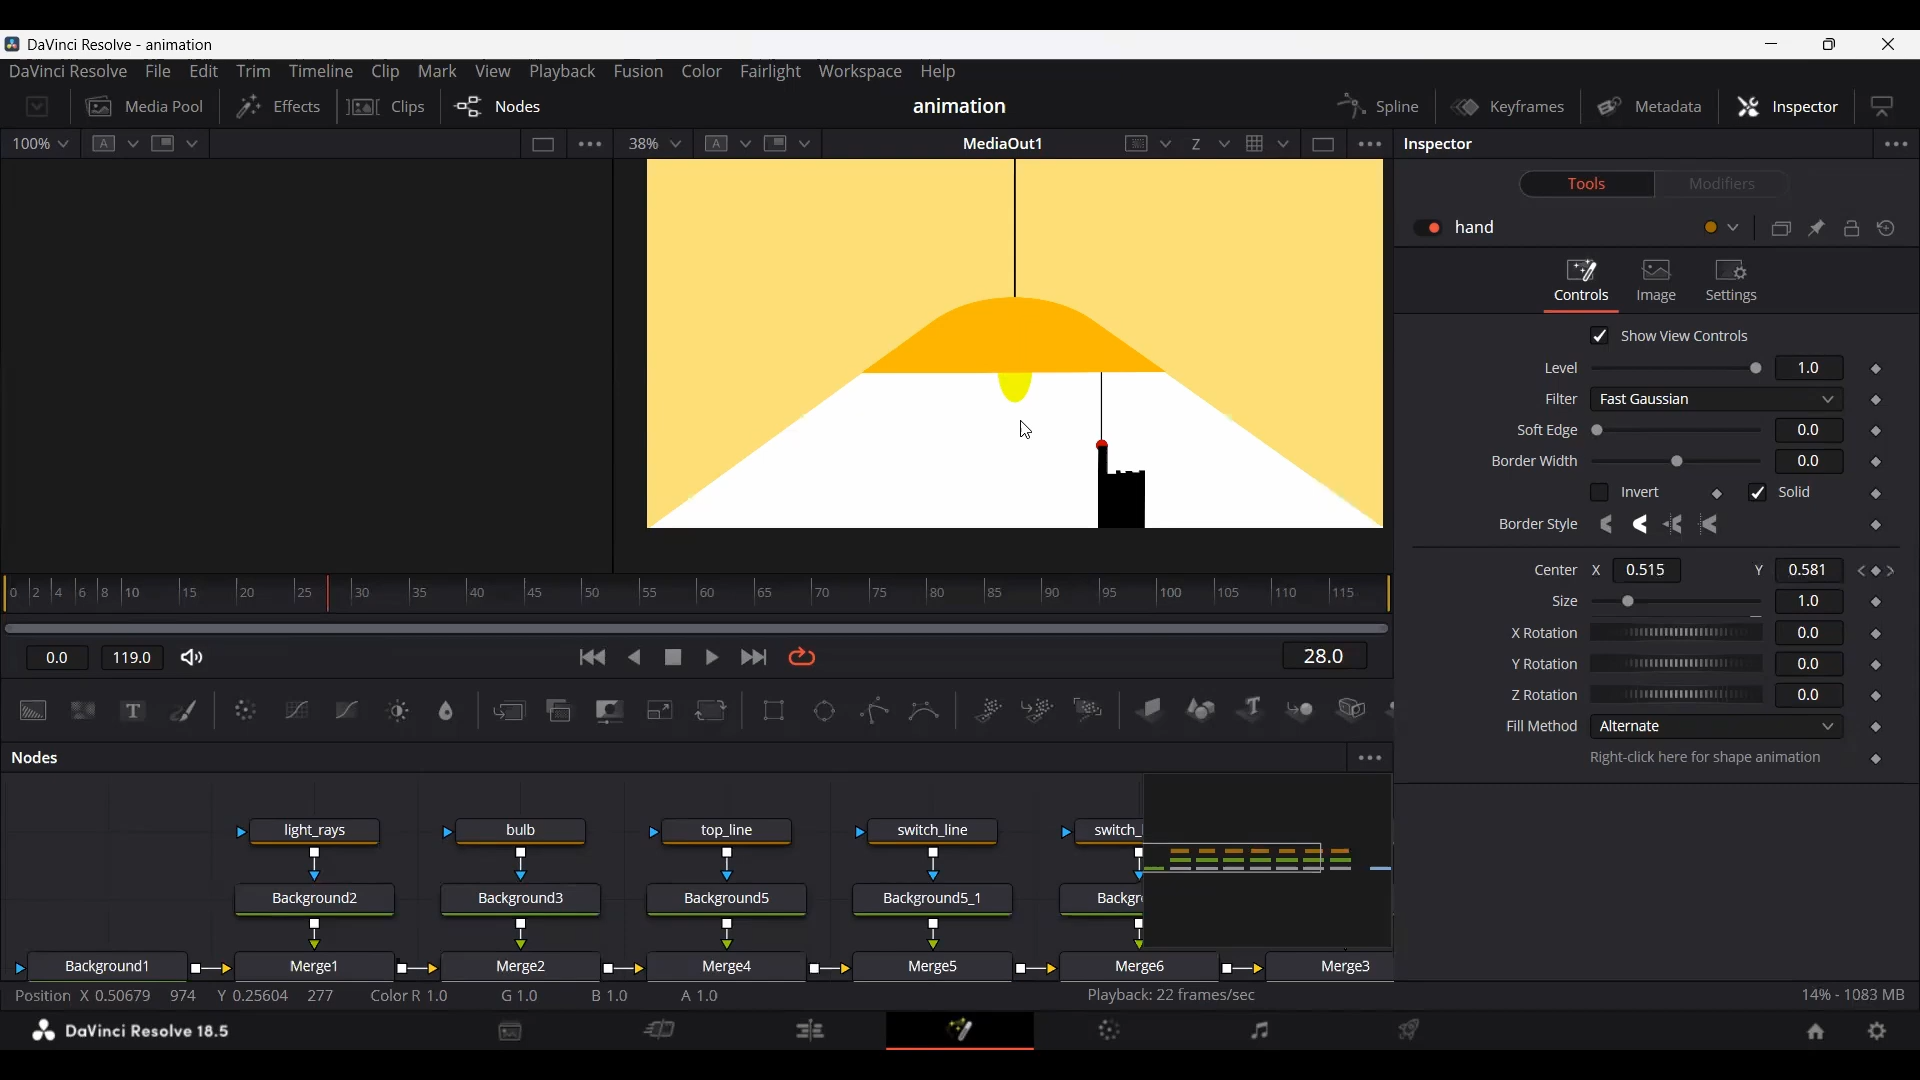 DaVinci Resolve - animation
DaVinci Resolve File Edit Trim Timeline Clip Mark View Playback Fusion Color Fairlight Workspace Help
Media Pool Effects Clips Nodes animation Spline Keyframes Metadata Inspector
100% A 38% A MediaOut1 Z Inspector
Tools Modifiers
hand
Controls Image Settings
Show View Controls
Level 1.0
Filter Fast Gaussian
Soft Edge 0.0
Border Width 0.0
Invert Solid
Border Style
Center X 0.515 Y 0.581
Size 1.0
X Rotation 0.0
Y Rotation 0.0
Z Rotation 0.0
Fill Method Alternate
Right-click here for shape animation
0 2 4 6 8 10 15 20 25 30 35 40 45 50 55 60 65 70 75 80 85 90 95 100 105 110 115
0.0 119.0 28.0
T T
Nodes
light_rays bulb top_line switch_line switch_
Background2 Background3 Background5 Background5_1 Backgr
Background1 Merge1 Merge2 Merge4 Merge5 Merge6 Merge3
Position X 0.50679 974 Y 0.25604 277 Color R 1.0 G 1.0 B 1.0 A 1.0 Playback: 22 frames/sec 14% - 1083 MB
DaVinci Resolve 18.5